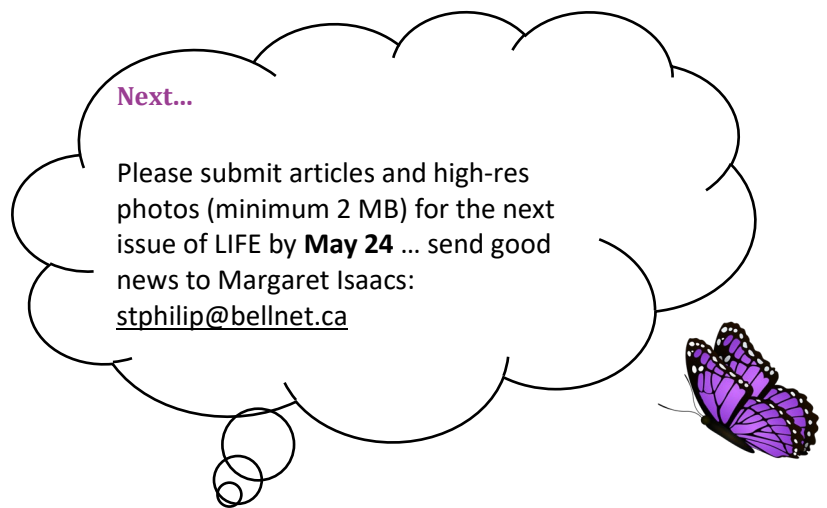 Next...
Please submit articles and high-res
photos (minimum 2 MB) for the next
issue of LIFE by May 24 … send good
news to Margaret Isaacs:
stphilip@bellnet.ca